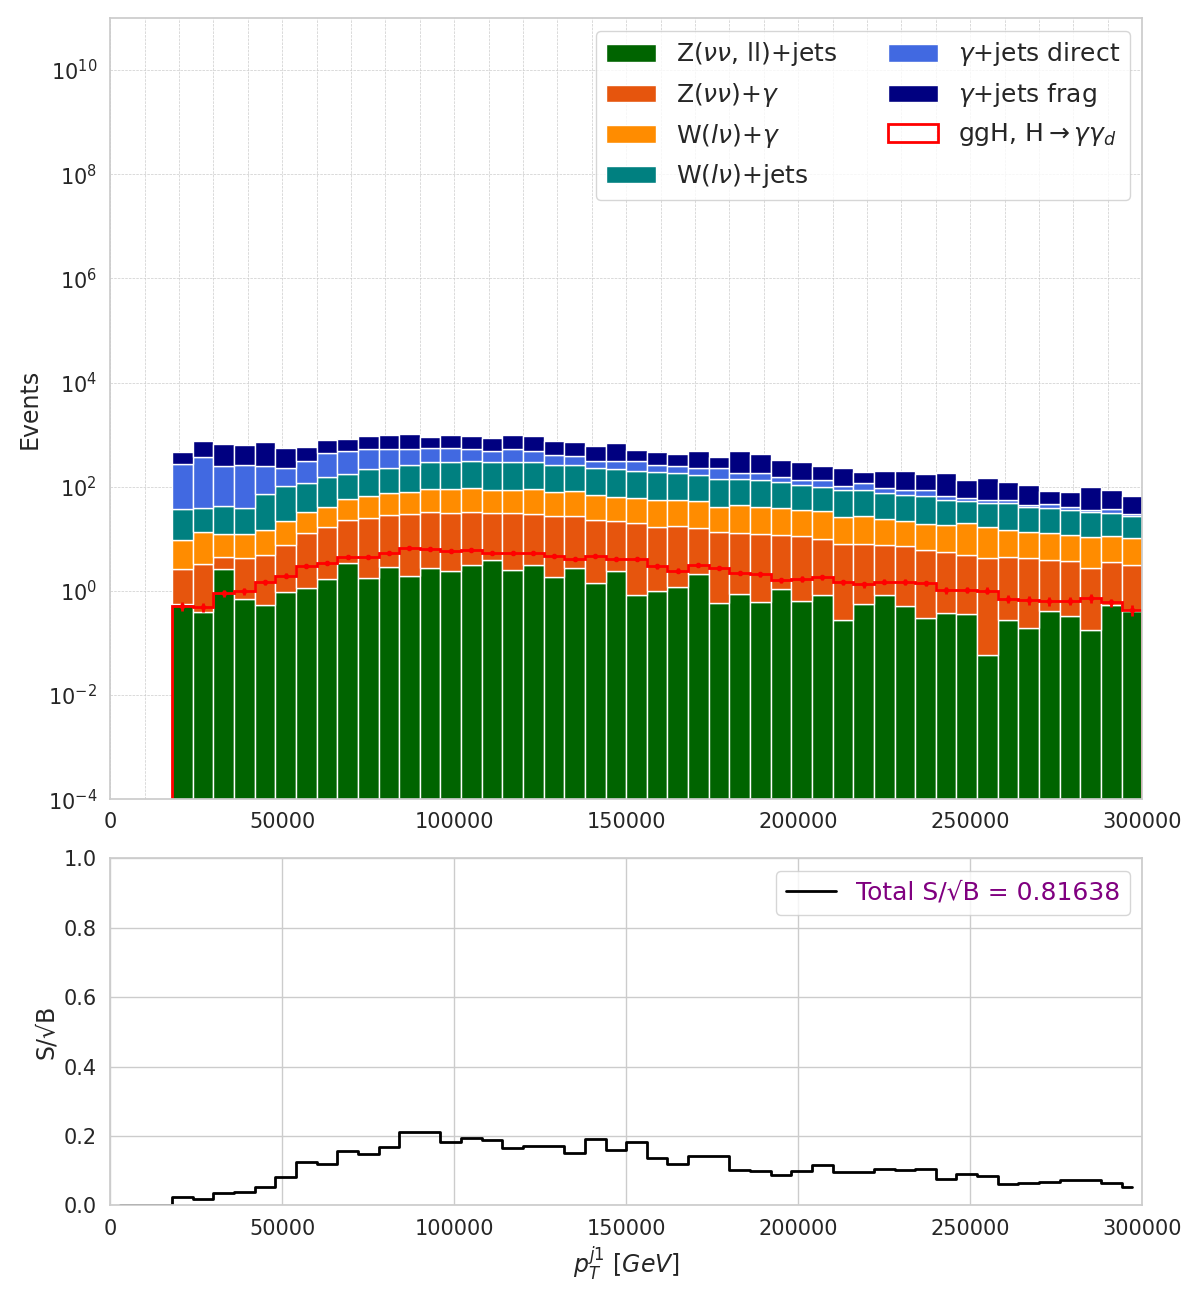 Z(νν, ll)+jets
Z(νν)+γ
W(lν)+γ
W(lν)+jets
γ+jets direct
γ+jets frag
ggH, H→γγ_d
Events
10^10
10^8
10^6
10^4
10^2
10^0
10^−2
10^−4
0 50000 100000 150000 200000 250000 300000
Total S/√B = 0.81638
S/√B
1.0
0.8
0.6
0.4
0.2
0.0
0 50000 100000 150000 200000 250000 300000
p_T^j1 [GeV]